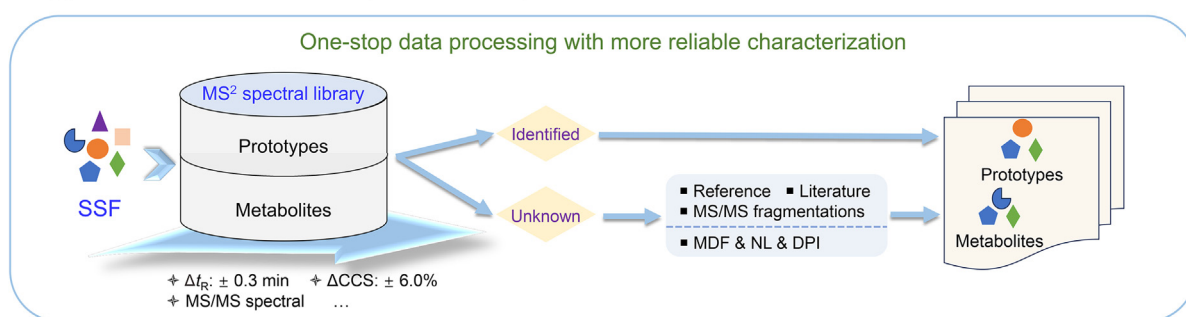 One-stop data processing with more reliable characterization
MS² spectral library
Prototypes
Metabolites
SSF
✧ Δt_R: ± 0.3 min ✧ ΔCCS: ± 6.0%
✧ MS/MS spectral ...
Identified
Unknown
▪ Reference ▪ Literature
▪ MS/MS fragmentations
▪ MDF & NL & DPI
Prototypes
Metabolites